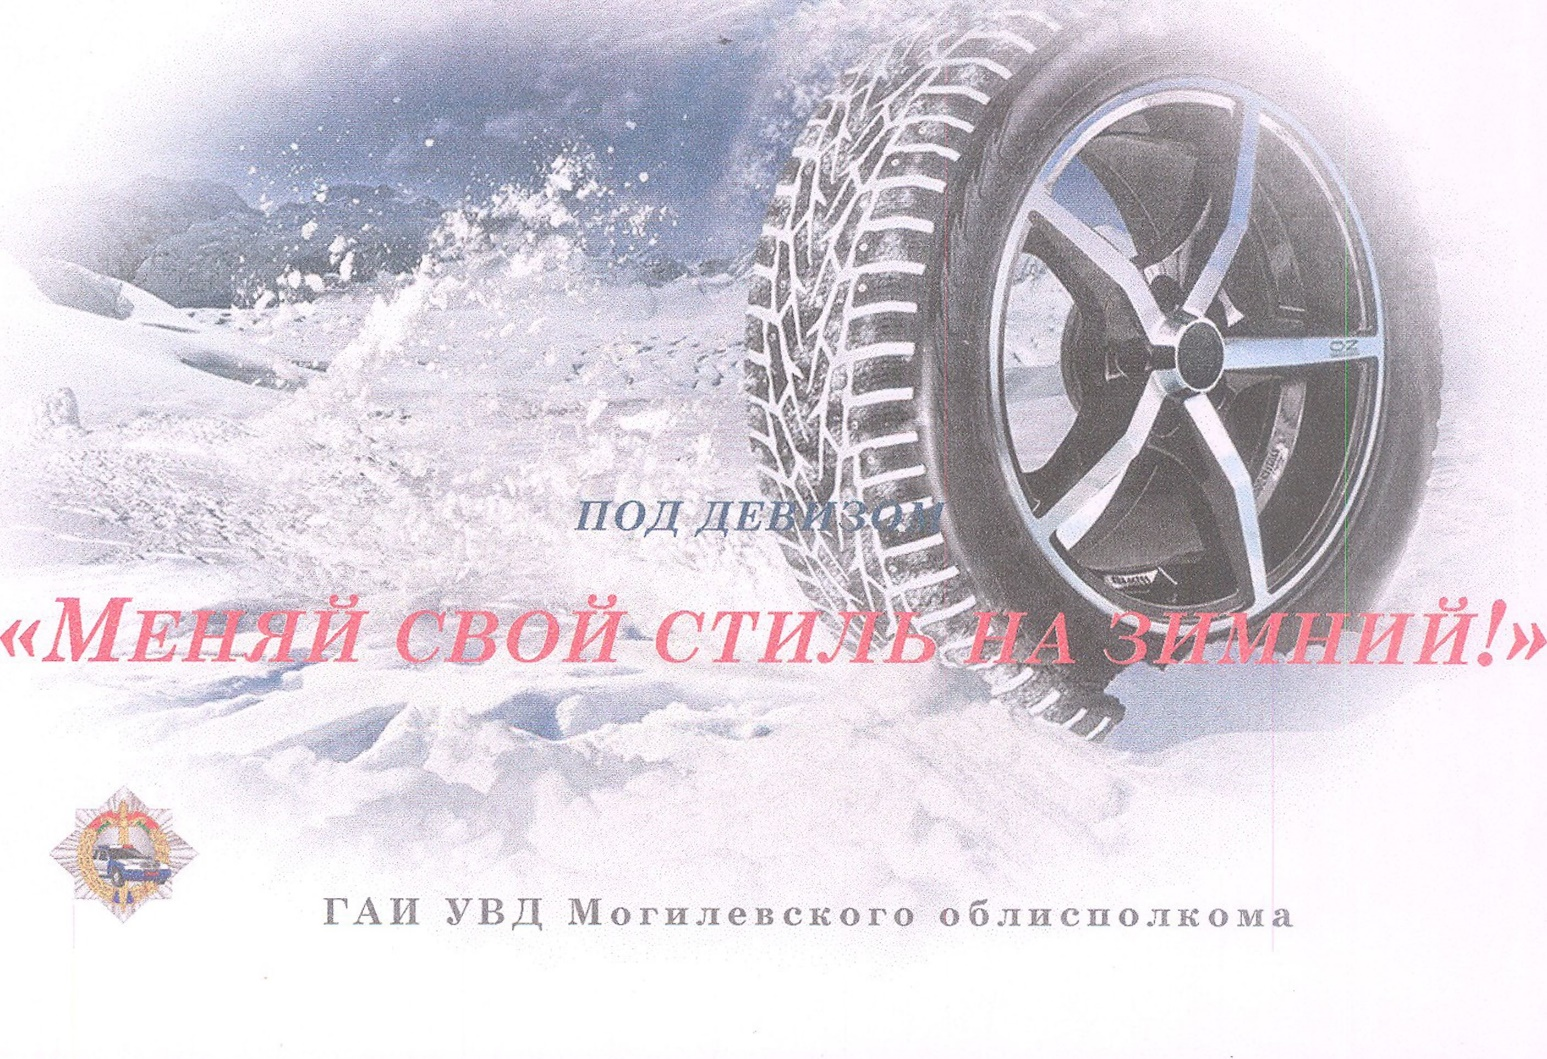 ПОД ДЕВИЗОМ
«МЕНЯЙ СВОЙ СТИЛЬ НА ЗИМНИЙ!»
ГАИ УВД Могилевского облисполкома